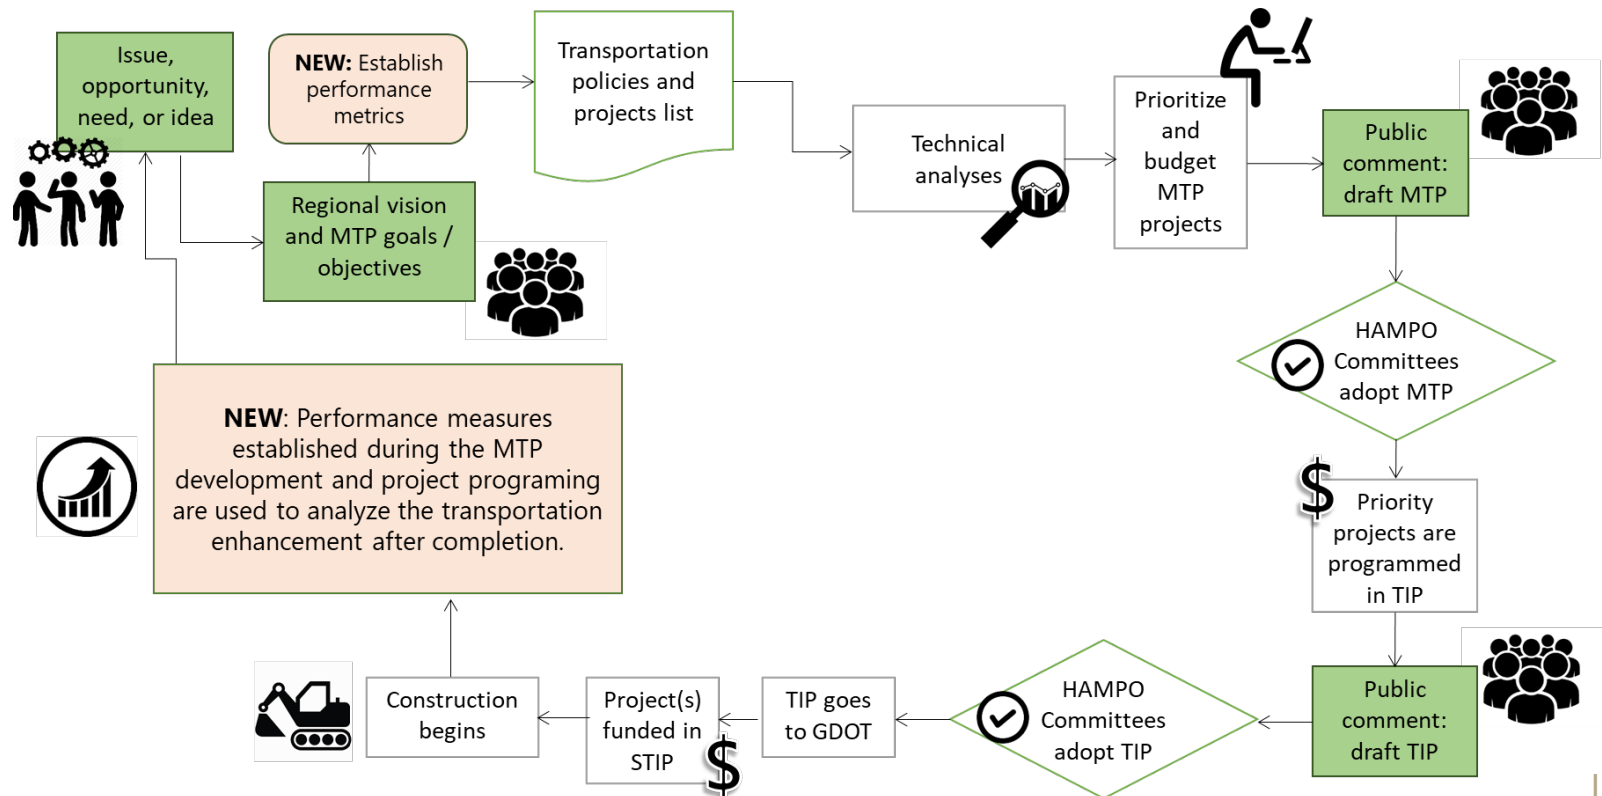 Issue,
opportunity,
need, or idea
NEW: Establish
performance
metrics
Transportation
policies and
projects list
Technical
analyses
Prioritize
and
budget
MTP
projects
Public
comment:
draft MTP
Regional vision
and MTP goals /
objectives
HAMPO
Committees
adopt MTP
NEW: Performance measures
established during the MTP
development and project programing
are used to analyze the transportation
enhancement after completion.
$
Priority
projects are
programmed
in TIP
Public
comment:
draft TIP
HAMPO
Committees
adopt TIP
TIP goes
to GDOT
Project(s)
funded in
STIP
$
Construction
begins